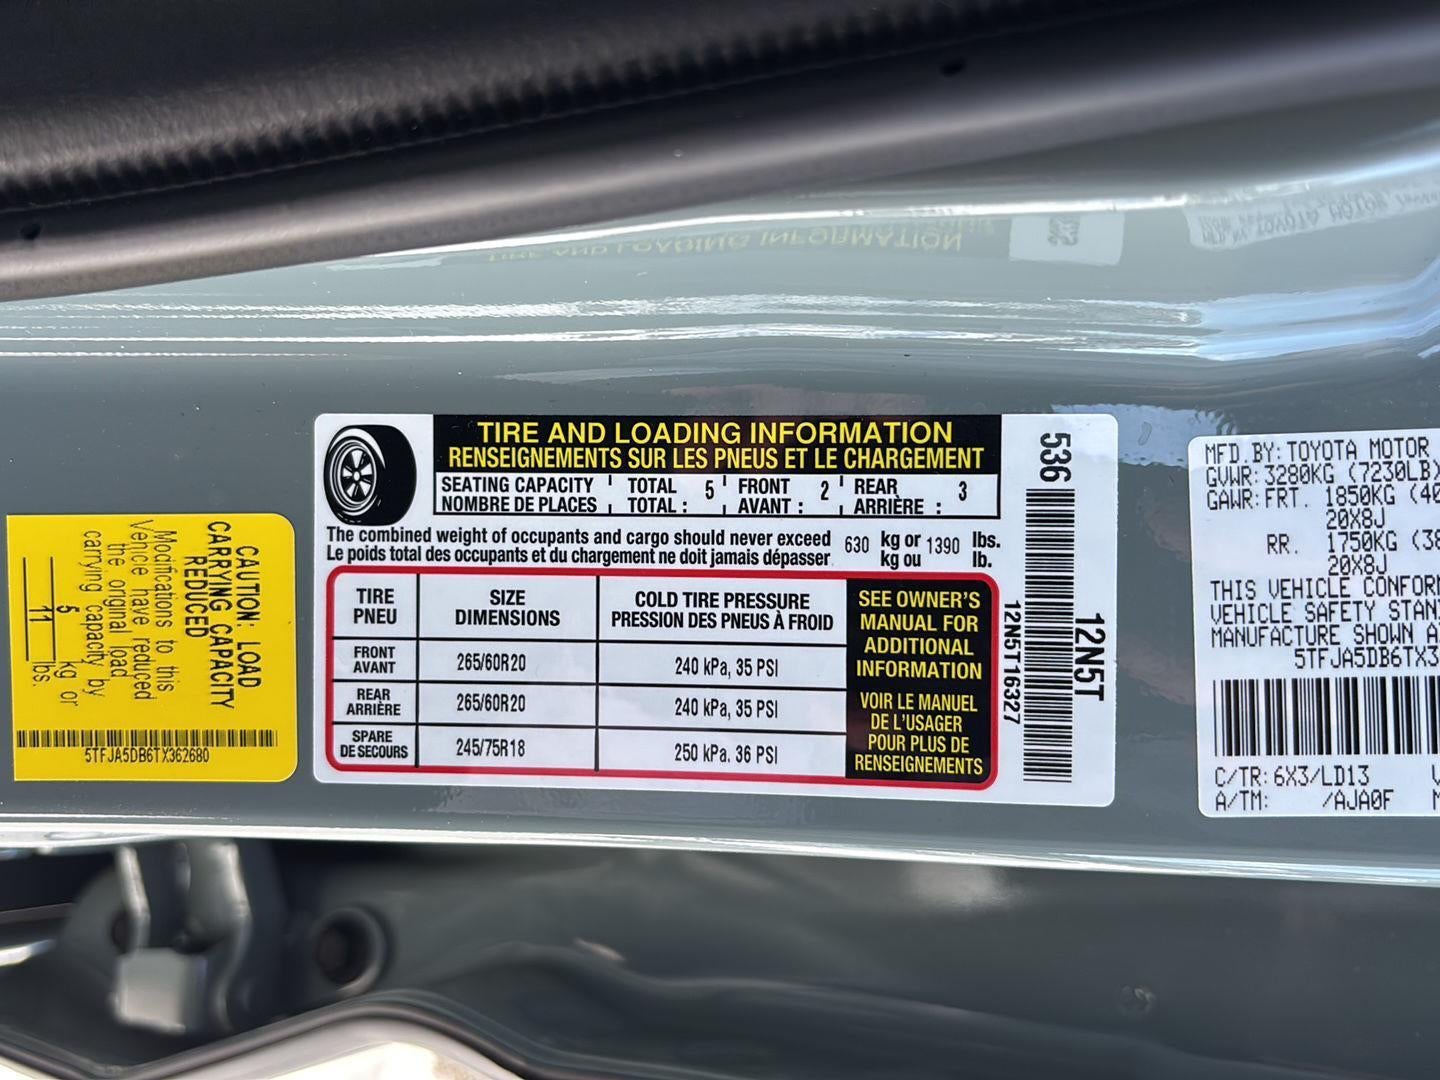 CAUTION: LOAD
CARRYING CAPACITY
REDUCED
Modifications to this
Vehicle have reduced
the original load
carrying capacity by
5 kg or
11 lbs.
5TFJA5DB6TX362680
TIRE AND LOADING INFORMATION
RENSEIGNEMENTS SUR LES PNEUS ET LE CHARGEMENT
SEATING CAPACITY TOTAL 5 FRONT 2 REAR 3
NOMBRE DE PLACES TOTAL : AVANT : ARRIÈRE :
The combined weight of occupants and cargo should never exceed 630 kg or 1390 lbs.
Le poids total des occupants et du chargement ne doit jamais dépasser kg ou lb.
TIRE SIZE COLD TIRE PRESSURE
PNEU DIMENSIONS PRESSION DES PNEUS À FROID
FRONT
AVANT 265/60R20 240 kPa, 35 PSI
REAR
ARRIÈRE 265/60R20 240 kPa, 35 PSI
SPARE
DE SECOURS 245/75R18 250 kPa. 36 PSI
SEE OWNER'S
MANUAL FOR
ADDITIONAL
INFORMATION
VOIR LE MANUEL
DE L'USAGER
POUR PLUS DE
RENSEIGNEMENTS
536
12N5T
12N5T16327
MFD.BY:TOYOTA MOTOR
GVWR:3280KG (7230LB)
GAWR:FRT. 1850KG (40
20X8J
RR. 1750KG (38
20X8J
THIS VEHICLE CONFOR
VEHICLE SAFETY STAN
MANUFACTURE SHOWN A
5TFJA5DB6TX3
C/TR:6X3/LD13
A/TM: /AJA0F